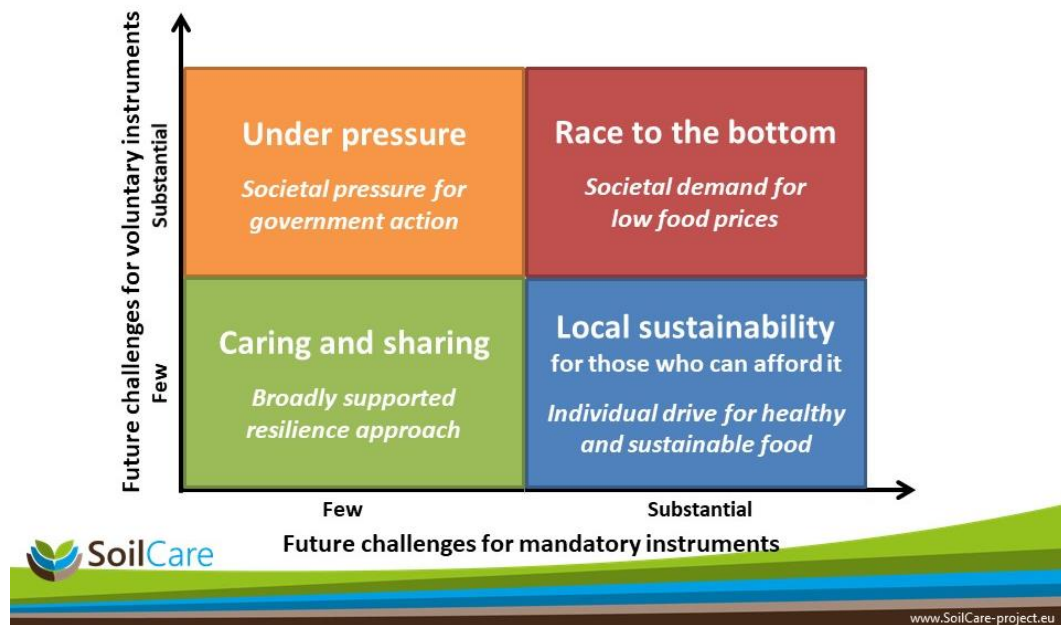 Future challenges for voluntary instruments
Substantial
Few
Under pressure
Societal pressure for
government action
Race to the bottom
Societal demand for
low food prices
Caring and sharing
Broadly supported
resilience approach
Local sustainability
for those who can afford it
Individual drive for healthy
and sustainable food
Few
Substantial
Future challenges for mandatory instruments
SoilCare
www.SoilCare-project.eu